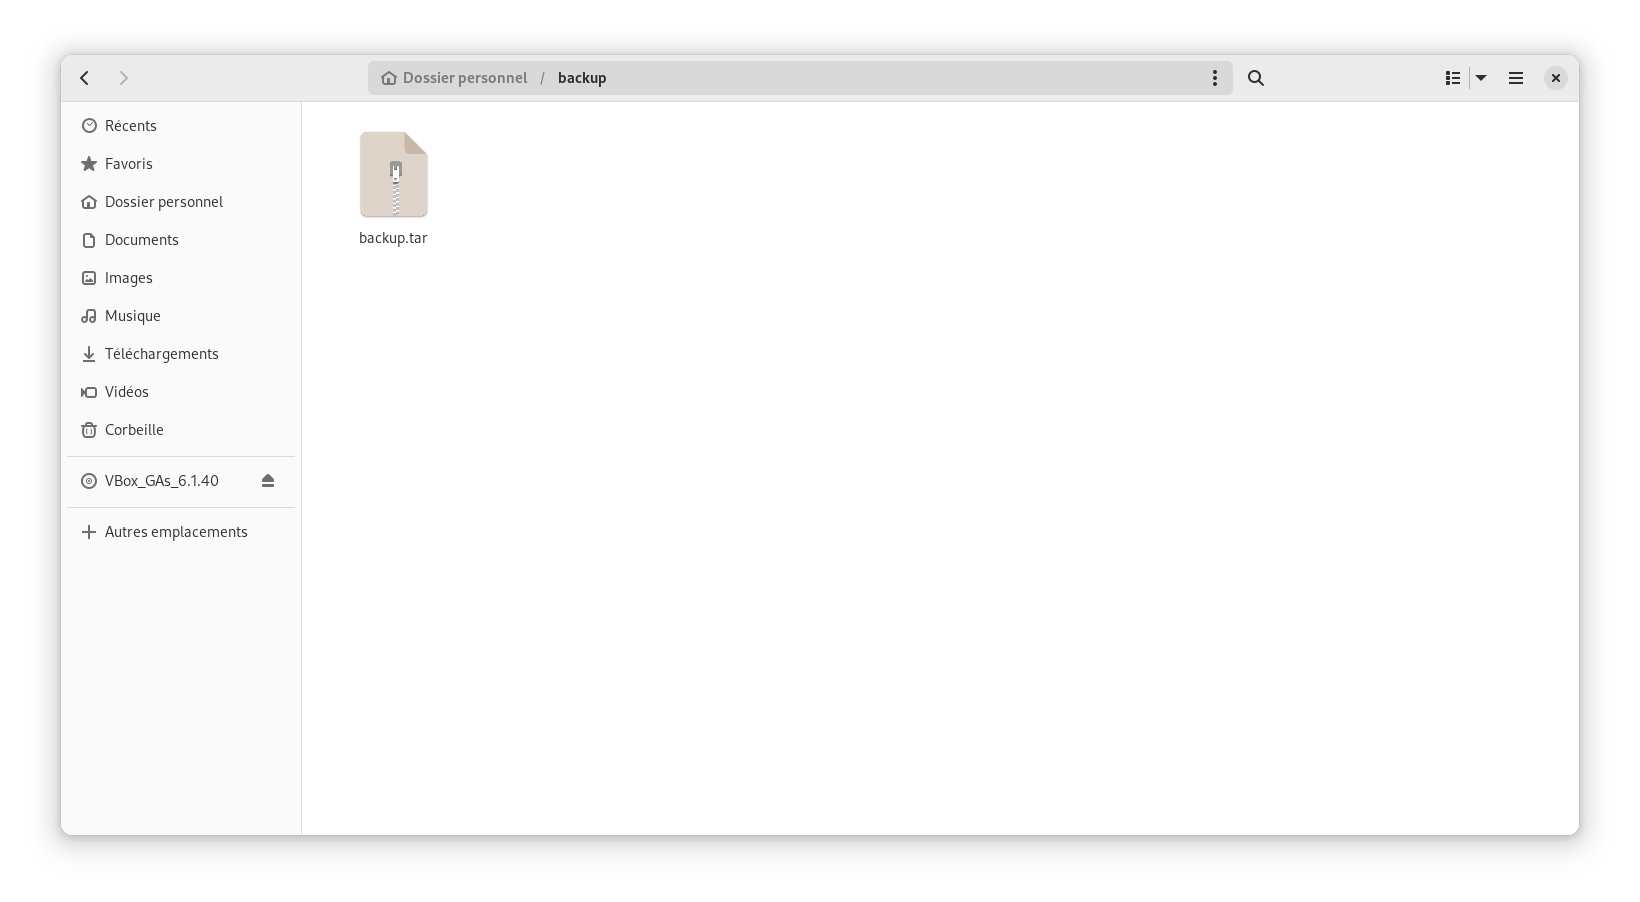 Dossier personnel / backup
Récents
Favoris
Dossier personnel
Documents
Images
Musique
Téléchargements
Vidéos
Corbeille
VBox_GAs_6.1.40
Autres emplacements
backup.tar